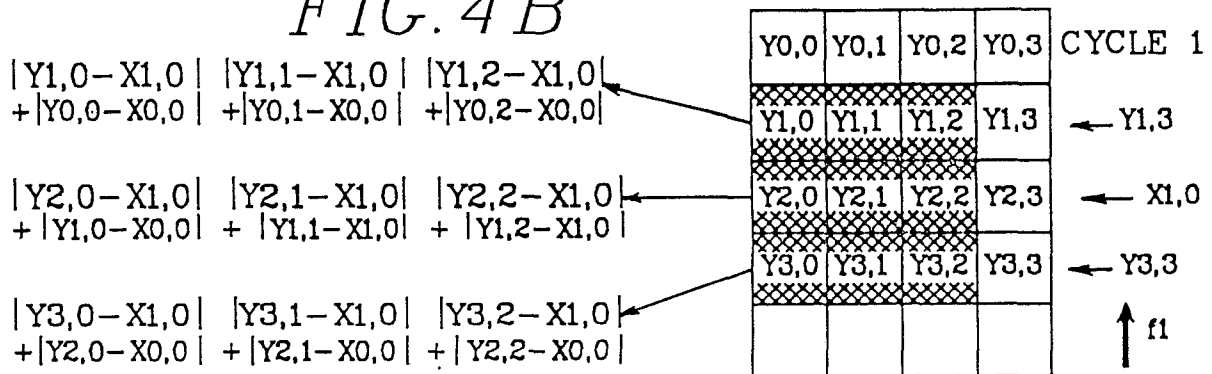 FIG. 4B
|Y1,0-X1,0| |Y1,1-X1,0| |Y1,2-X1,0|
+|Y0,0-X0,0| +|Y0,1-X0,0| +|Y0,2-X0,0|
|Y2,0-X1,0| |Y2,1-X1,0| |Y2,2-X1,0|
+|Y1,0-X0,0| + |Y1,1-X1,0| + |Y1,2-X1,0|
|Y3,0-X1,0| |Y3,1-X1,0| |Y3,2-X1,0|
+|Y2,0-X0,0| +|Y2,1-X0,0| +|Y2,2-X0,0|
Y0,0 Y0,1 Y0,2 Y0,3 CYCLE 1
Y1,0 Y1,1 Y1,2 Y1,3 Y1,3
Y2,0 Y2,1 Y2,2 Y2,3 X1,0
Y3,0 Y3,1 Y3,2 Y3,3 Y3,3
f1